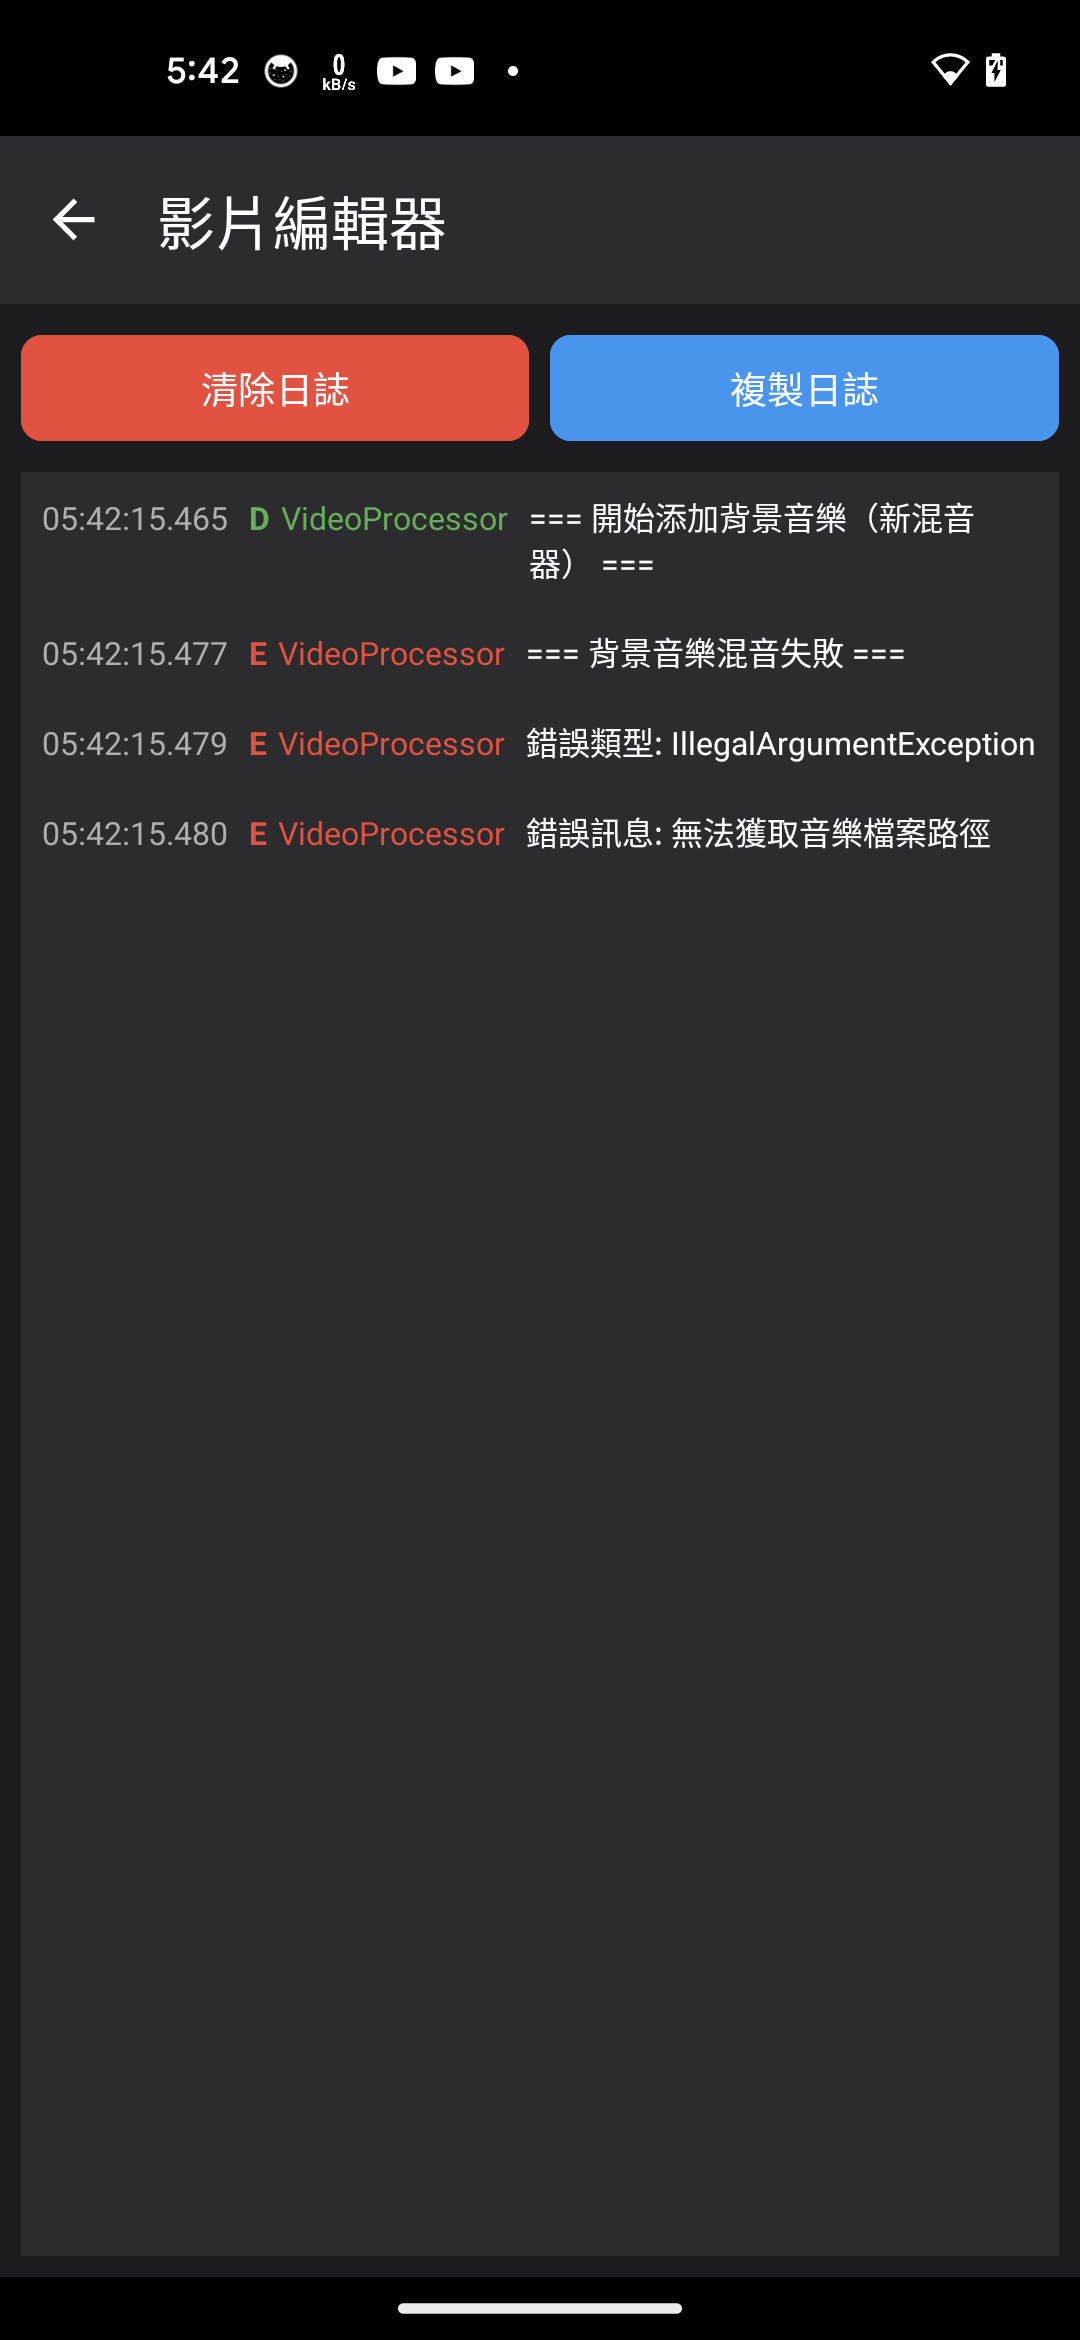 5:42
0
kB/s
影片編輯器
清除日誌
複製日誌
05:42:15.465 D VideoProcessor === 開始添加背景音樂（新混音
器） ===
05:42:15.477 E VideoProcessor === 背景音樂混音失敗 ===
05:42:15.479 E VideoProcessor 錯誤類型: IllegalArgumentException
05:42:15.480 E VideoProcessor 錯誤訊息: 無法獲取音樂檔案路徑